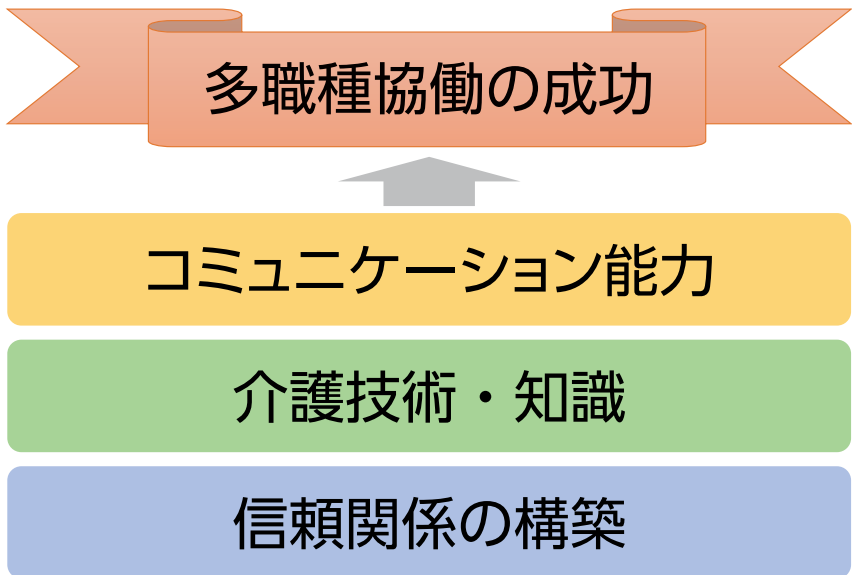 多職種協働の成功
コミュニケーション能力
介護技術・知識
信頼関係の構築